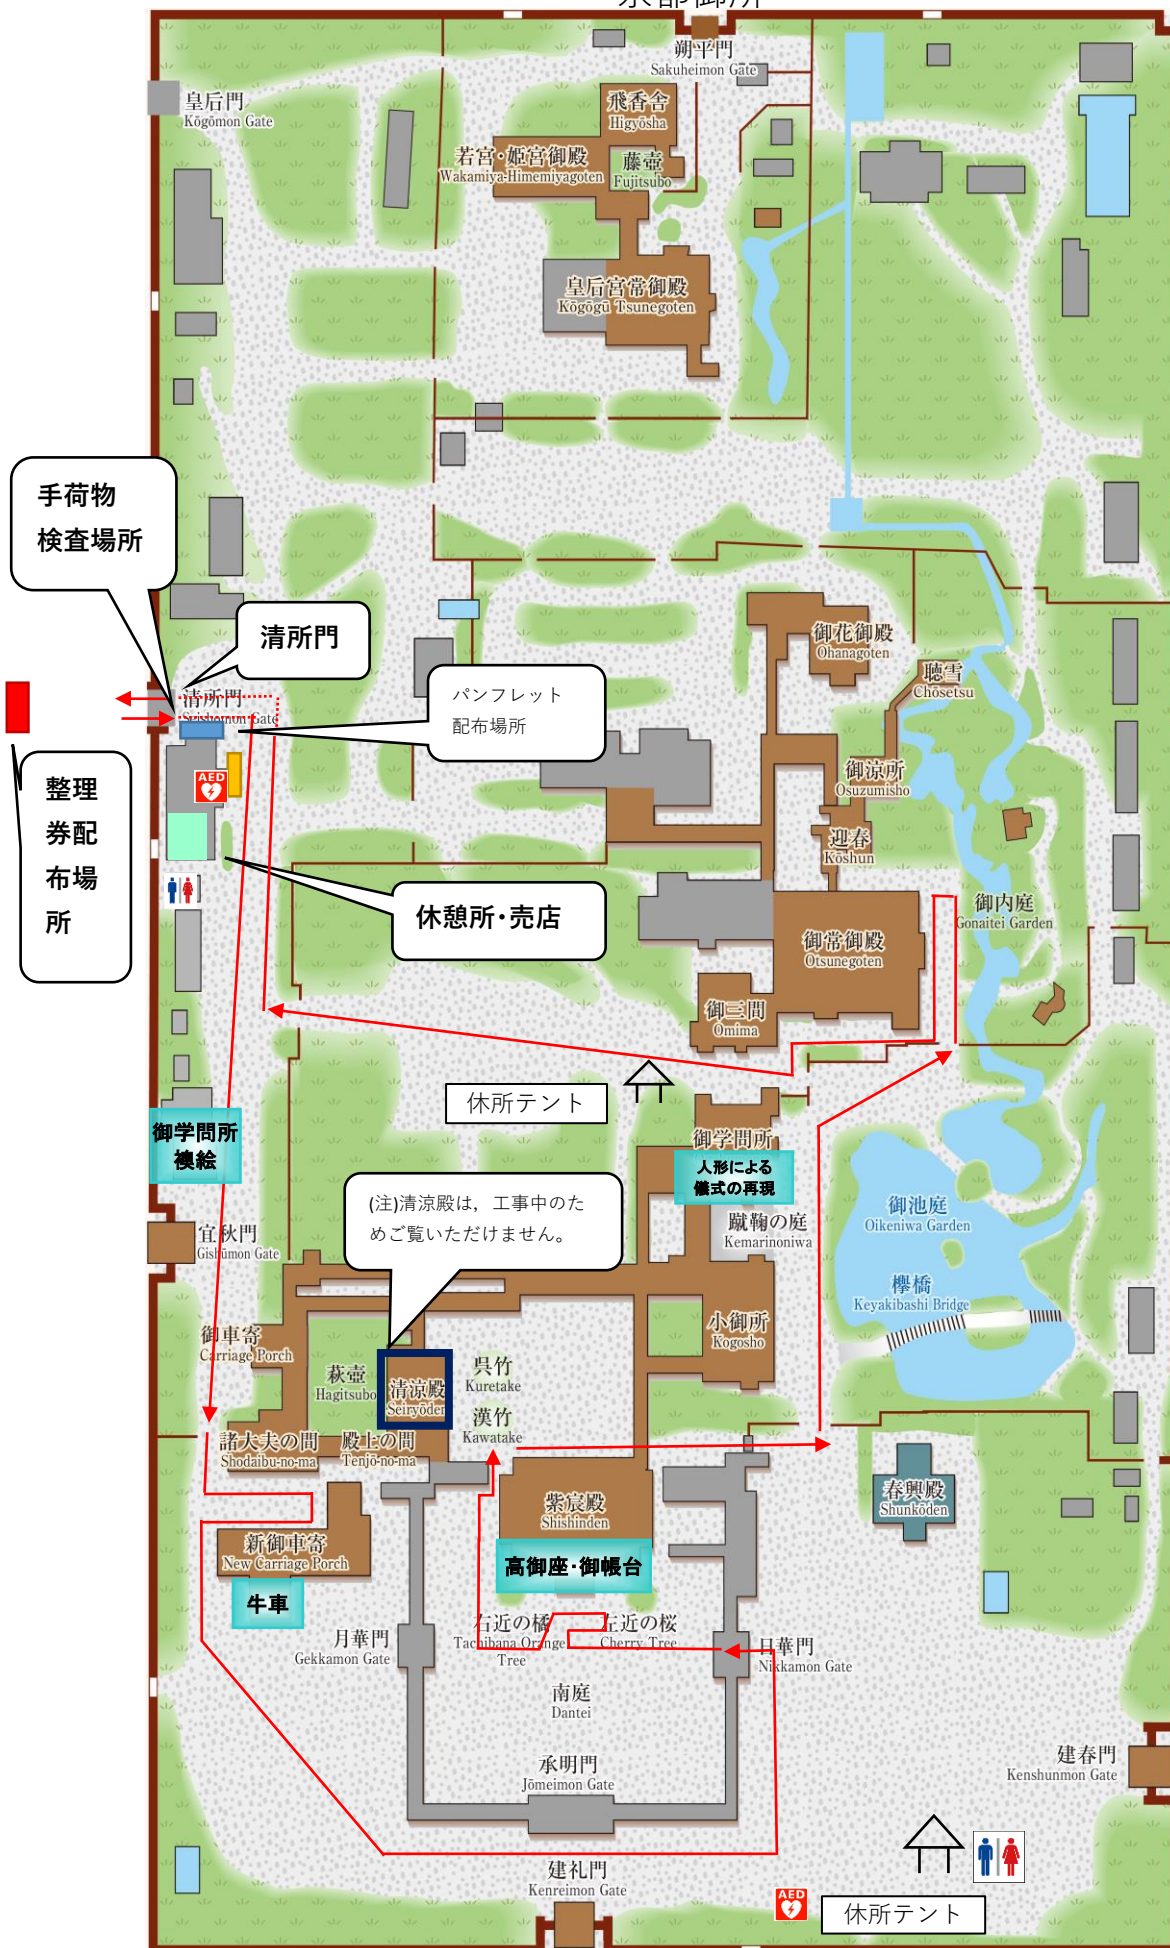 京都御所
朔平門
Sakuheimon Gate
皇后門
Kōgōmon Gate
飛香舎
Higyōsha
若宮・姫宮御殿
Wakamiya-Himemiyagoten
藤壺
Fujitsubo
皇后宮常御殿
Kōgōgū Tsunegoten
手荷物
検査場所
清所門
清所門
Seishomon Gate
パンフレット
配布場所
御花御殿
Ohanagoten
聴雪
Chōsetsu
整理
券配
布場
所
AED
御涼所
Osuzumisho
迎春
Kōshun
休憩所・売店
御内庭
Gonaitei Garden
御常御殿
Otsunegoten
御三間
Omima
休所テント
御学問所
襖絵
御学問所
人形による
儀式の再現
(注)清涼殿は，工事中のた
めご覧いただけません。
蹴鞠の庭
Kemarinoniwa
御池庭
Oikeniwa Garden
宜秋門
Gishūmon Gate
欅橋
Keyakibashi Bridge
御車寄
Carriage Porch
小御所
Kogosho
萩壺
Hagitsubo
清涼殿
Seiryōden
呉竹
Kuretake
漢竹
Kawatake
諸大夫の間
Shodaibu-no-ma
殿上の間
Tenjō-no-ma
紫宸殿
Shishinden
春興殿
Shunkōden
新御車寄
New Carriage Porch
高御座・御帳台
牛車
右近の橘
Tachibana Orange
Tree
左近の桜
Cherry Tree
月華門
Gekkamon Gate
日華門
Nikkamon Gate
南庭
Dantei
承明門
Jōmeimon Gate
建春門
Kenshunmon Gate
建礼門
Kenreimon Gate
AED
休所テント